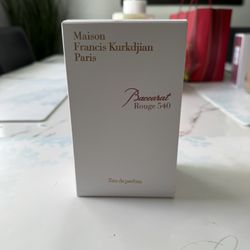 Maison
Francis Kurkdjian
Paris
Baccarat
Rouge 540
Eau de parfum